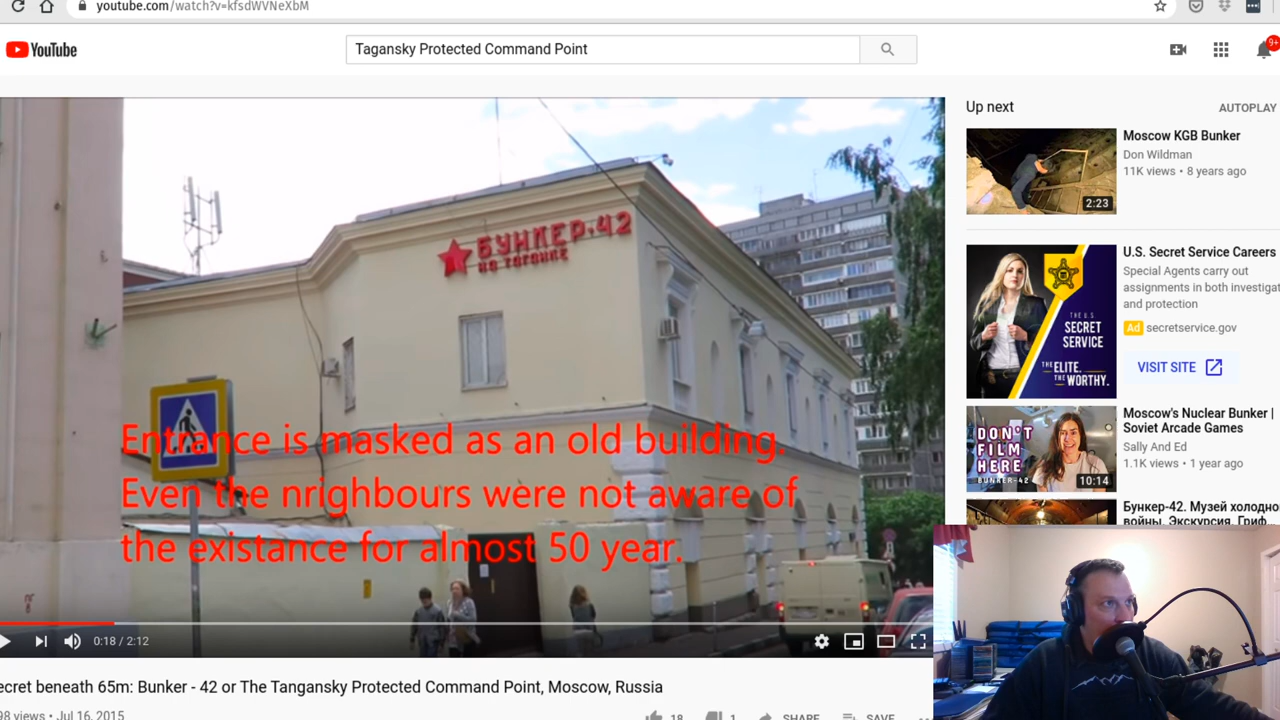 youtube.com/watch?v=kfsdWVNeXbM
YouTube
Tagansky Protected Command Point
9+
БУНКЕР·42
на таганке
Entrance is masked as an old building.
Even the nrighbours were not aware of
the existance for almost 50 year.
0:18 / 2:12
ecret beneath 65m: Bunker - 42 or The Tangansky Protected Command Point, Moscow, Russia
98 views • Jul 16, 2015
18
1
SHARE
SAVE
Up next
AUTOPLAY
2:23
Moscow KGB Bunker
Don Wildman
11K views • 8 years ago
THE U.S.
SECRET
SERVICE
THE ELITE.
THE WORTHY.
U.S. Secret Service Careers
Special Agents carry out
assignments in both investigat
and protection
Ad secretservice.gov
VISIT SITE
DON'T
FILM
HERE
BUNKER-42
10:14
Moscow's Nuclear Bunker |
Soviet Arcade Games
Sally And Ed
1.1K views • 1 year ago
Бункер-42. Музей холодно
войны. Экскурсия. Гриф